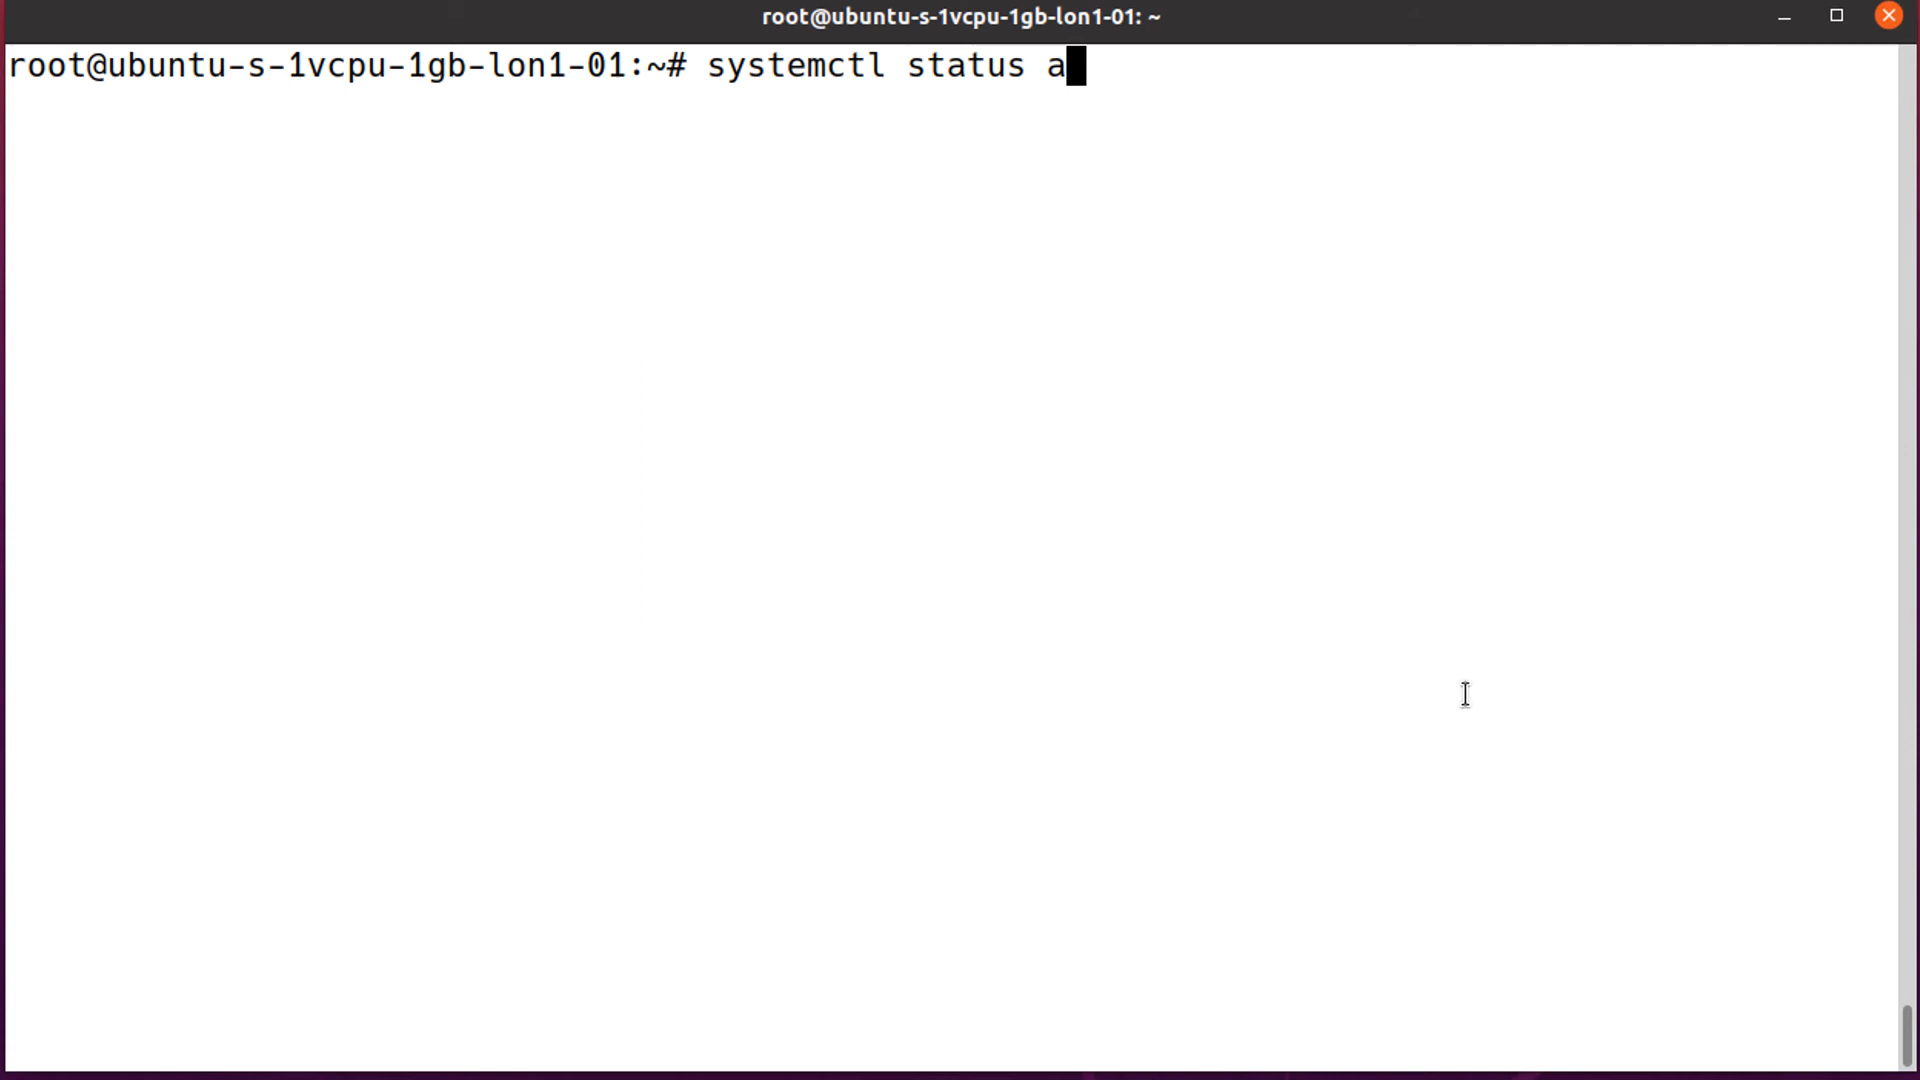 root@ubuntu-s-1vcpu-1gb-lon1-01: ~
root@ubuntu-s-1vcpu-1gb-lon1-01:~# systemctl status a